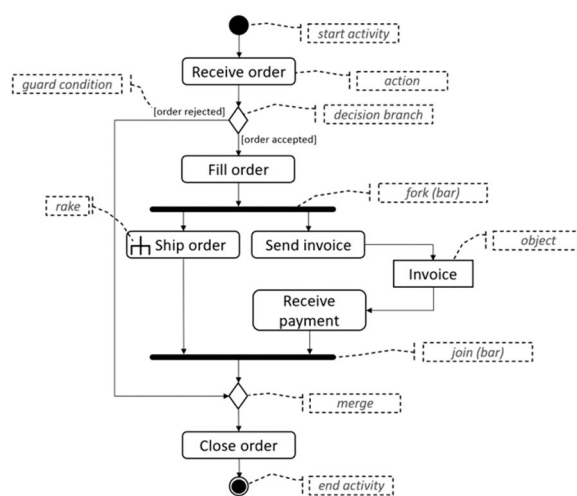 start activity
Receive order
action
guard condition
[order rejected]
decision branch
[order accepted]
Fill order
fork (bar)
rake
Ship order
Send invoice
object
Invoice
Receive
payment
join (bar)
merge
Close order
end activity